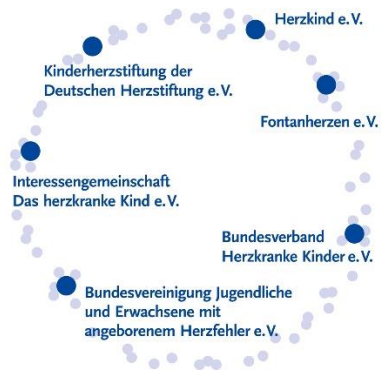 Herzkind e.V.
Kinderherzstiftung der
Deutschen Herzstiftung e.V.
Fontanherzen e.V.
Interessengemeinschaft
Das herzkranke Kind e.V.
Bundesverband
Herzkranke Kinder e.V.
Bundesvereinigung Jugendliche
und Erwachsene mit
angeborenem Herzfehler e.V.